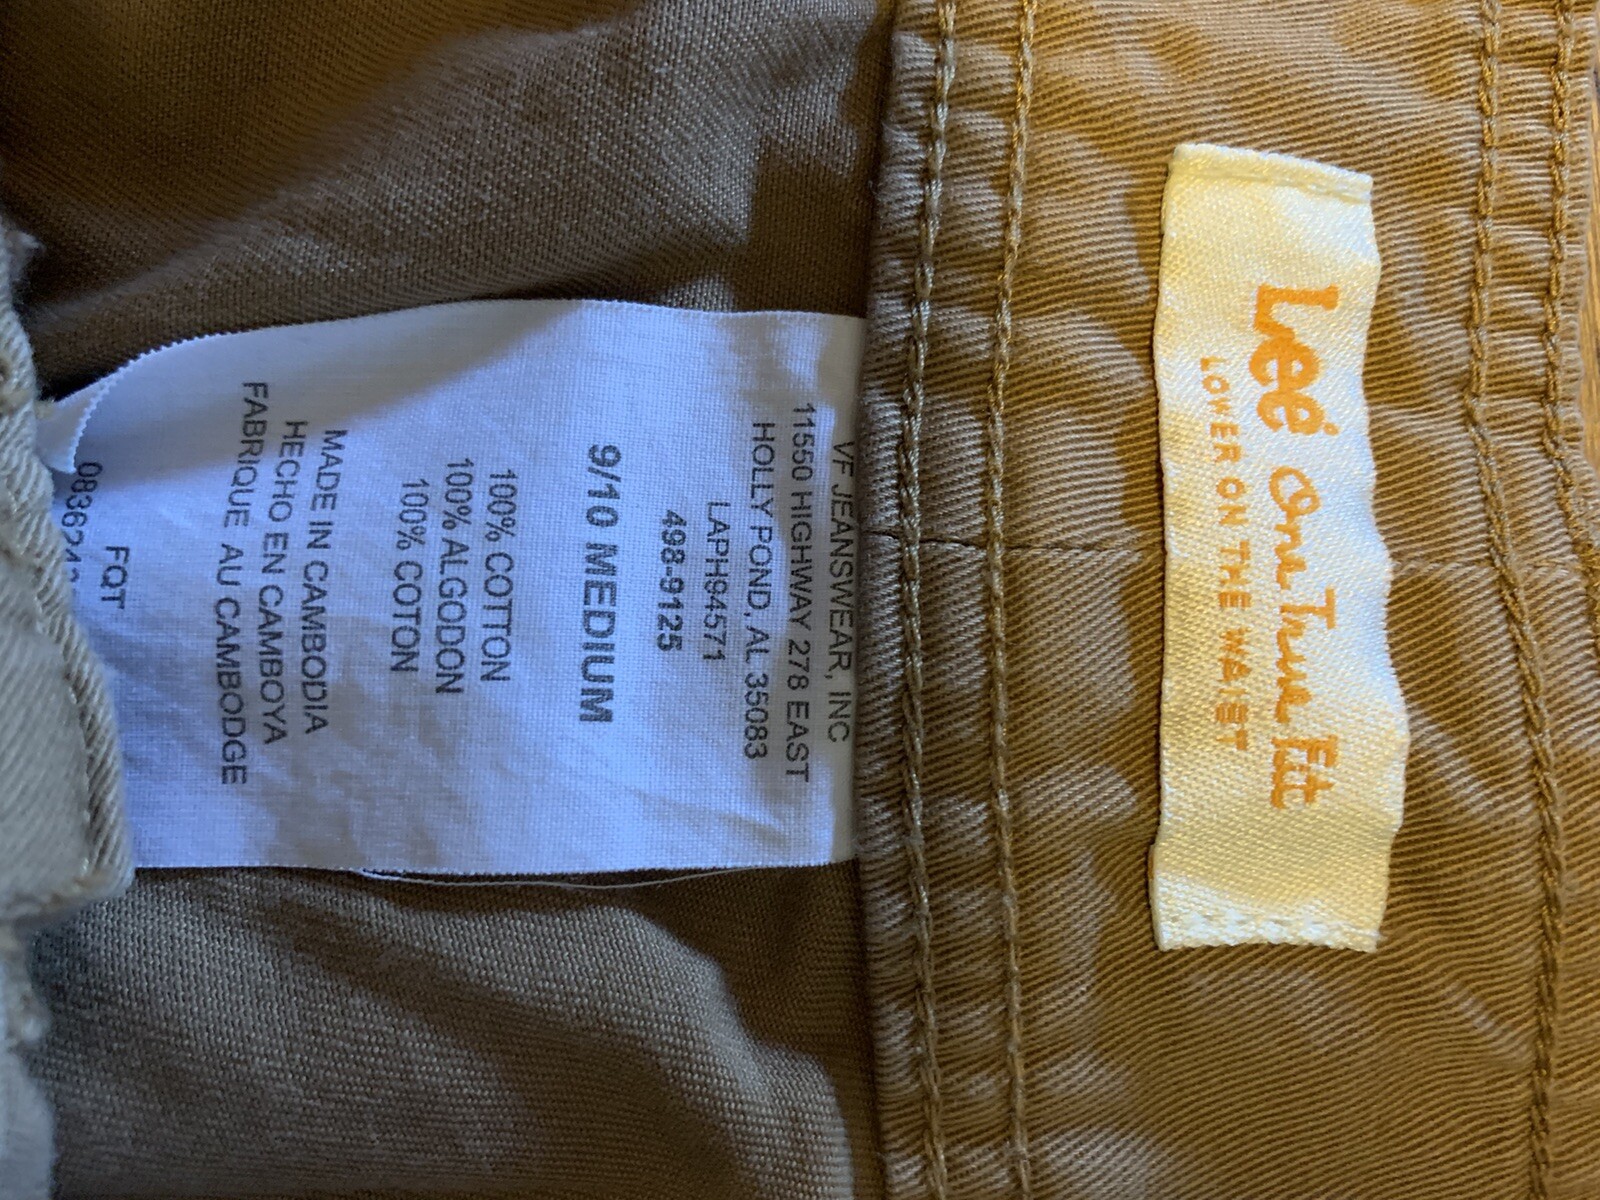 Lee One True Fit
LOWER ON THE WAIST
VF JEANSWEAR, INC
11550 HIGHWAY 278 EAST
HOLLY POND, AL 35083
LAPH94571
498-9125
9/10 MEDIUM
100% COTTON
100% ALGODON
100% COTON
MADE IN CAMBODIA
HECHO EN CAMBOYA
FABRIQUE AU CAMBODGE
FQT